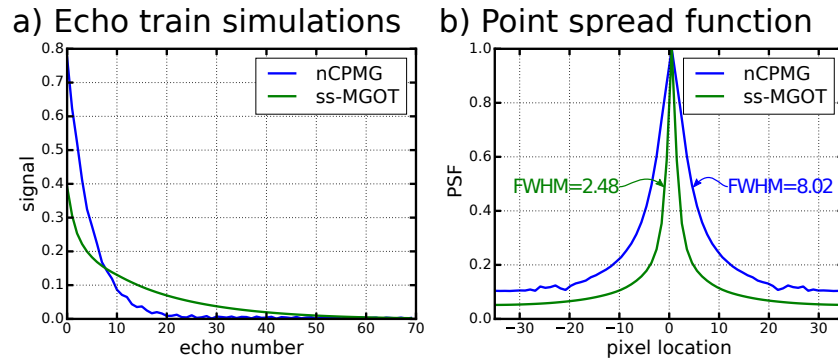 a) Echo train simulations
0.8
0.7
0.6
0.5
0.4
0.3
0.2
0.1
0.0
signal
nCPMG
ss-MGOT
0 10 20 30 40 50 60 70
echo number
b) Point spread function
1.0
0.8
0.6
0.4
0.2
0.0
PSF
nCPMG
ss-MGOT
FWHM=2.48
FWHM=8.02
−30 −20 −10 0 10 20 30
pixel location